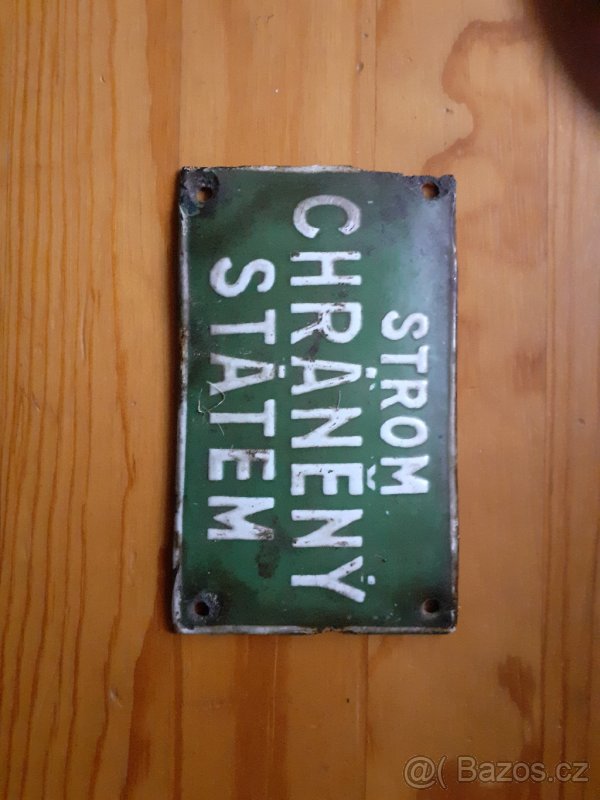 STROM
CHRÁNĚNÝ
STÁTEM
@( Bazos.cz